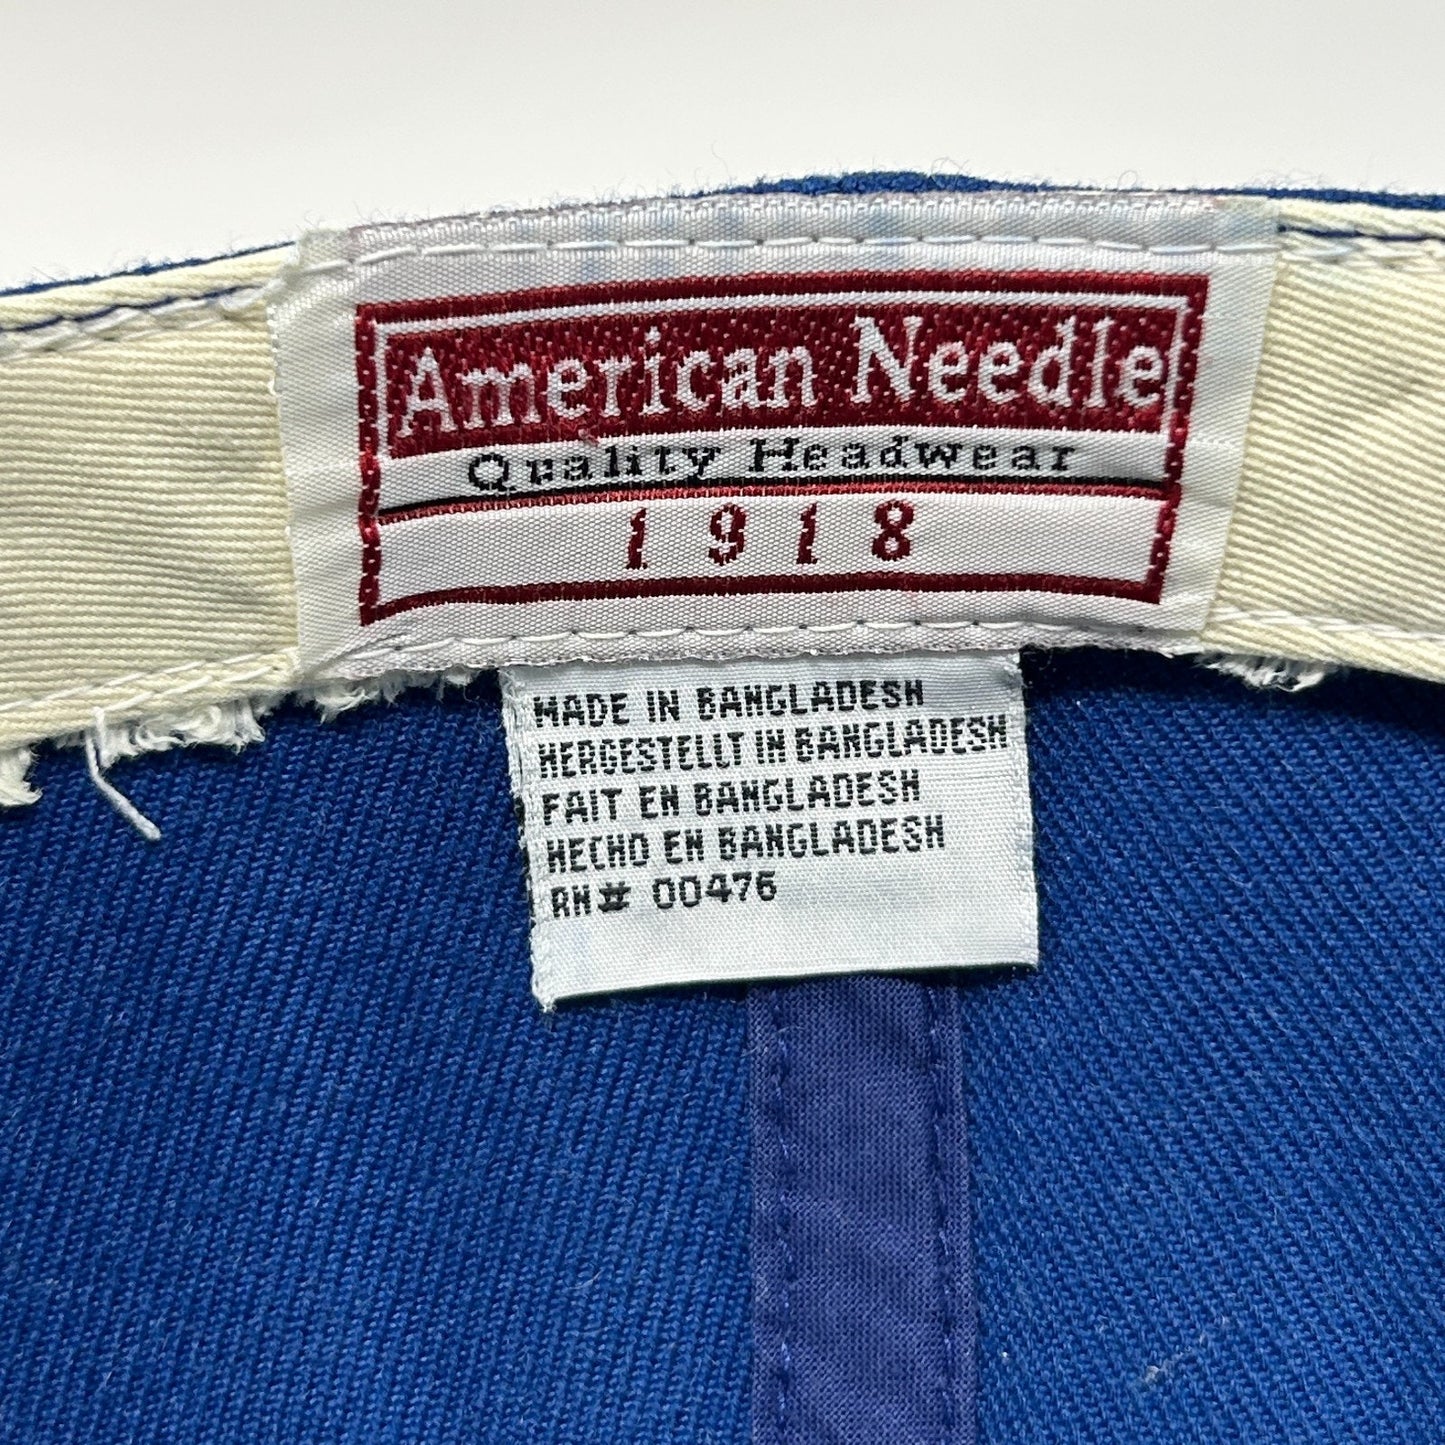 American Needle
Quality Headwear
1918
MADE IN BANGLADESH
HERGESTELLT IN BANGLADESH
FAIT EN BANGLADESH
HECHO EN BANGLADESH
RN# 00476